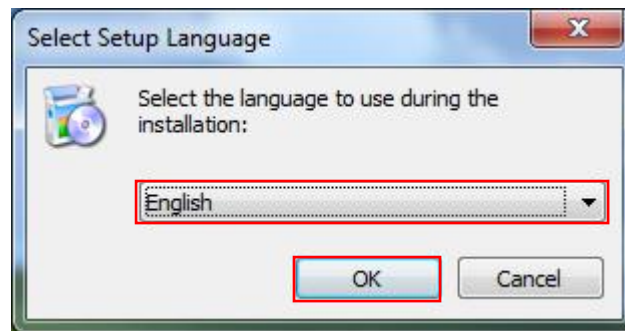 Select Setup Language
Select the language to use during the
installation:
English
OK
Cancel